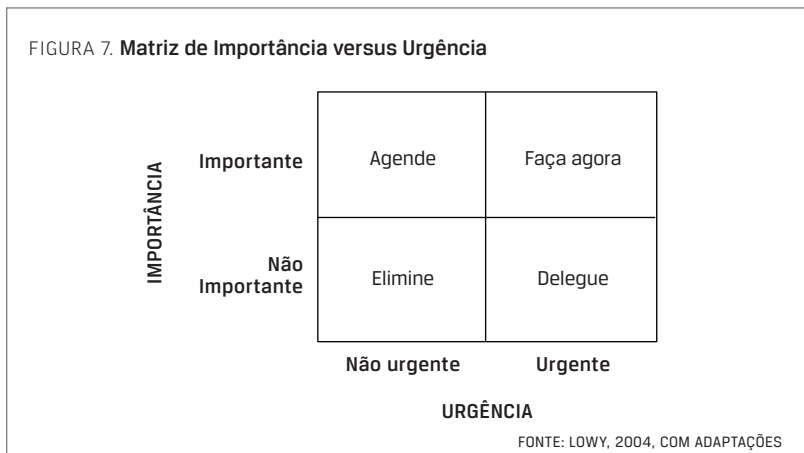 FIGURA 7. Matriz de Importância versus Urgência
IMPORTÂNCIA
Importante
Agende
Faça agora
Não
Importante
Elimine
Delegue
Não urgente
Urgente
URGÊNCIA
FONTE: LOWY, 2004, COM ADAPTAÇÕES